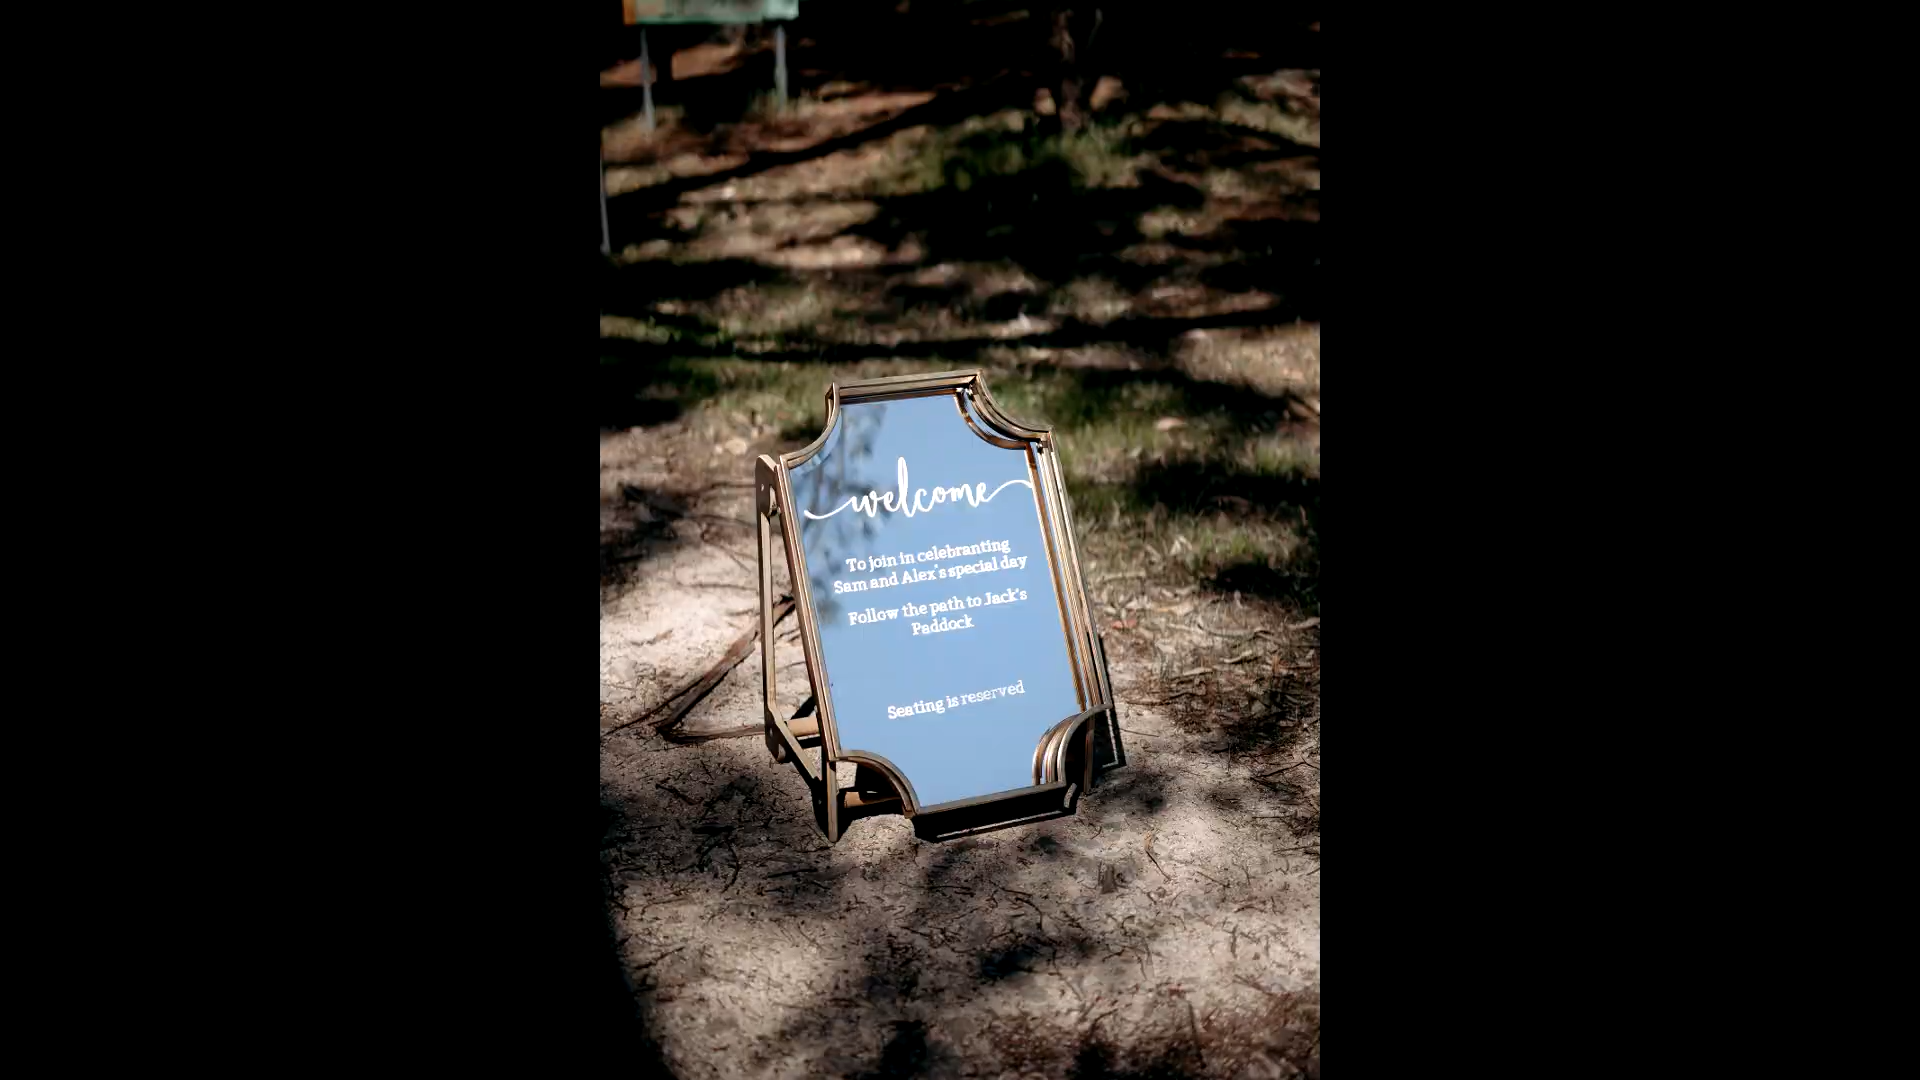 welcome
To join in celebranting
Sam and Alex's special day
Follow the path to Jack's
Paddock
Seating is reserved